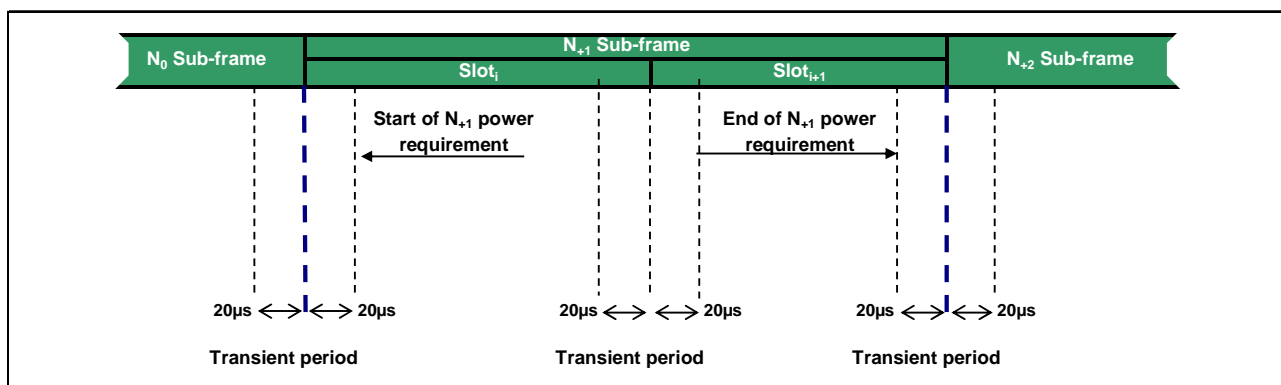 N+1 Sub-frame
N0 Sub-frame
N+2 Sub-frame
Sloti
Sloti+1
Start of N+1 power
requirement
End of N+1 power
requirement
20µs
20µs
20µs
20µs
20µs
20µs
Transient period
Transient period
Transient period